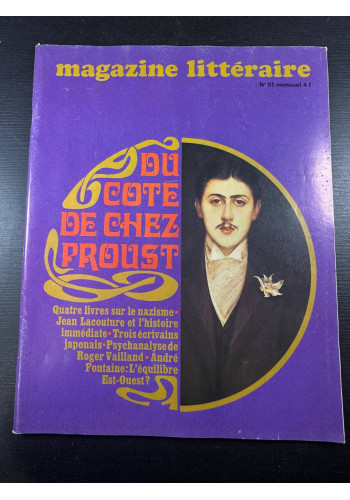 magazine littéraire
N° 51 mensuel 4 f
DU
COTE
DE CHEZ
PROUST
Quatre livres sur le nazisme•
Jean Lacouture et l'histoire
immédiate•Trois écrivains
japonais•Psychanalyse de
Roger Vailland•André
Fontaine: L'équilibre
Est-Ouest?